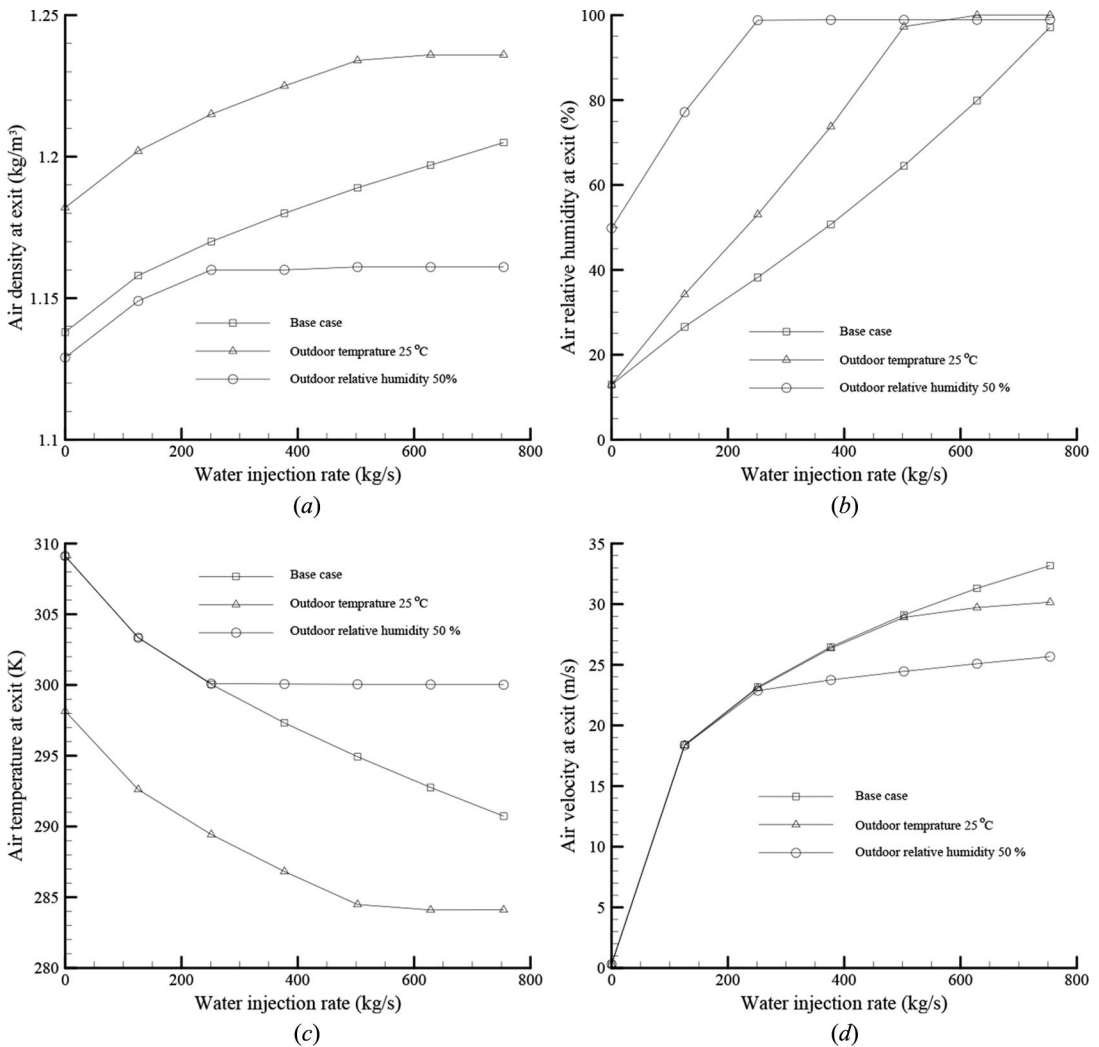 1.25
1.2
1.15
1.1
Air density at exit (kg/m³)
Base case
Outdoor temprature 25 °C
Outdoor relative humidity 50%
0 200 400 600 800
Water injection rate (kg/s)
(a)
100
80
60
40
20
0
Air relative humidity at exit (%)
Base case
Outdoor temprature 25 °C
Outdoor relative humidity 50 %
0 200 400 600 800
Water injection rate (kg/s)
(b)
310
305
300
295
290
285
280
Air temperature at exit (K)
Base case
Outdoor temprature 25 °C
Outdoor relative humidity 50 %
0 200 400 600 800
Water injection rate (kg/s)
(c)
35
30
25
20
15
10
5
0
Air velocity at exit (m/s)
Base case
Outdoor temprature 25 °C
Outdoor relative humidity 50 %
0 200 400 600 800
Water injection rate (kg/s)
(d)